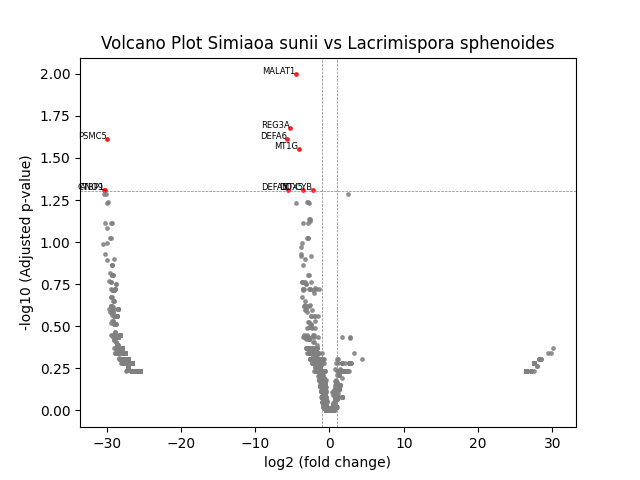 Volcano Plot Simiaoa sunii vs Lacrimispora sphenoides
-log10 (Adjusted p-value)
2.00
1.75
1.50
1.25
1.00
0.75
0.50
0.25
0.00
MALAT1
REG3A
DEFA6
MT1G
PSMC5
−30
−20
−10
0
10
20
30
log2 (fold change)